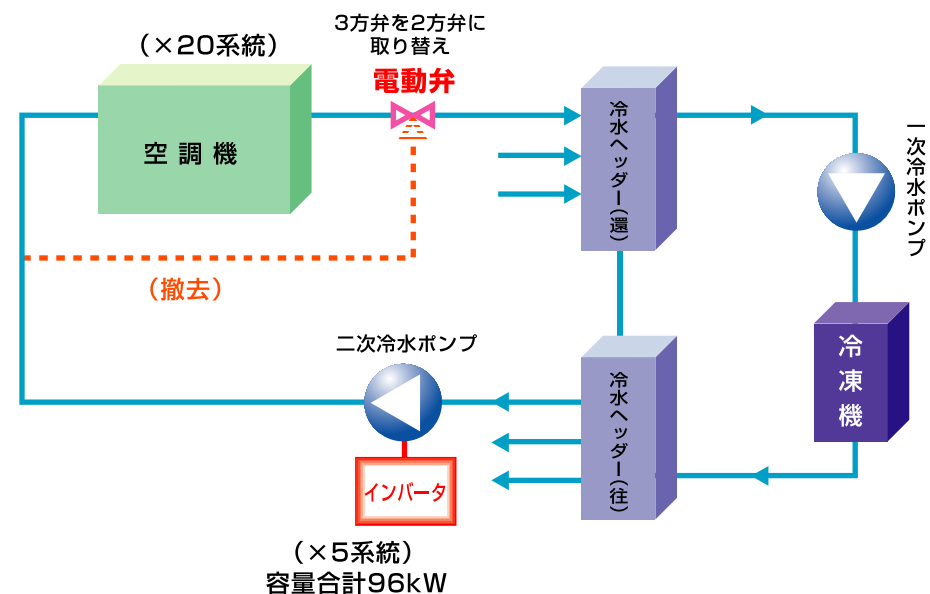 3方弁を2方弁に
取り替え
電動弁
(×20系統)
空調機
冷水ヘッダー(還)
一次冷水ポンプ
(撤去)
二次冷水ポンプ
冷凍機
冷水ヘッダー(往)
インバータ
(×5系統)
容量合計96kW